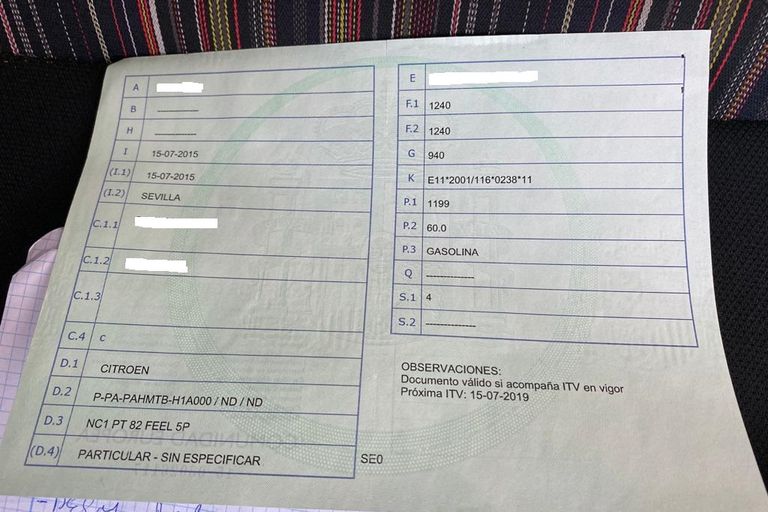 A
B -------------
H -------------
I 15-07-2015
(I.1) 15-07-2015
(I.2) SEVILLA
C.1.1
C.1.2
C.1.3
C.4 c
D.1 CITROEN
D.2 P-PA-PAHMTB-H1A000 / ND / ND
D.3 NC1 PT 82 FEEL 5P
(D.4) PARTICULAR - SIN ESPECIFICAR
SE0
E
F.1 1240
F.2 1240
G 940
K E11*2001/116*0238*11
P.1 1199
P.2 60.0
P.3 GASOLINA
Q ---------------
S.1 4
S.2 ---------------
OBSERVACIONES:
Documento válido si acompaña ITV en vigor
Próxima ITV: 15-07-2019